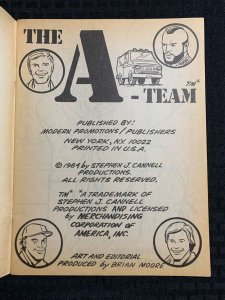 THE
A-TEAM™
PUBLISHED BY:
MODERN PROMOTIONS/PUBLISHERS
NEW YORK, N.Y. 10022
PRINTED IN U.S.A.
© 1984 BY STEPHEN J. CANNELL
PRODUCTIONS.
ALL RIGHTS RESERVED.
TM* *A TRADEMARK OF
STEPHEN J. CANNELL
PRODUCTIONS AND LICENSED
by MERCHANDISING
CORPORATION OF
AMERICA, INC.
ART AND EDITORIAL
PRODUCED by BRIAN MOORE